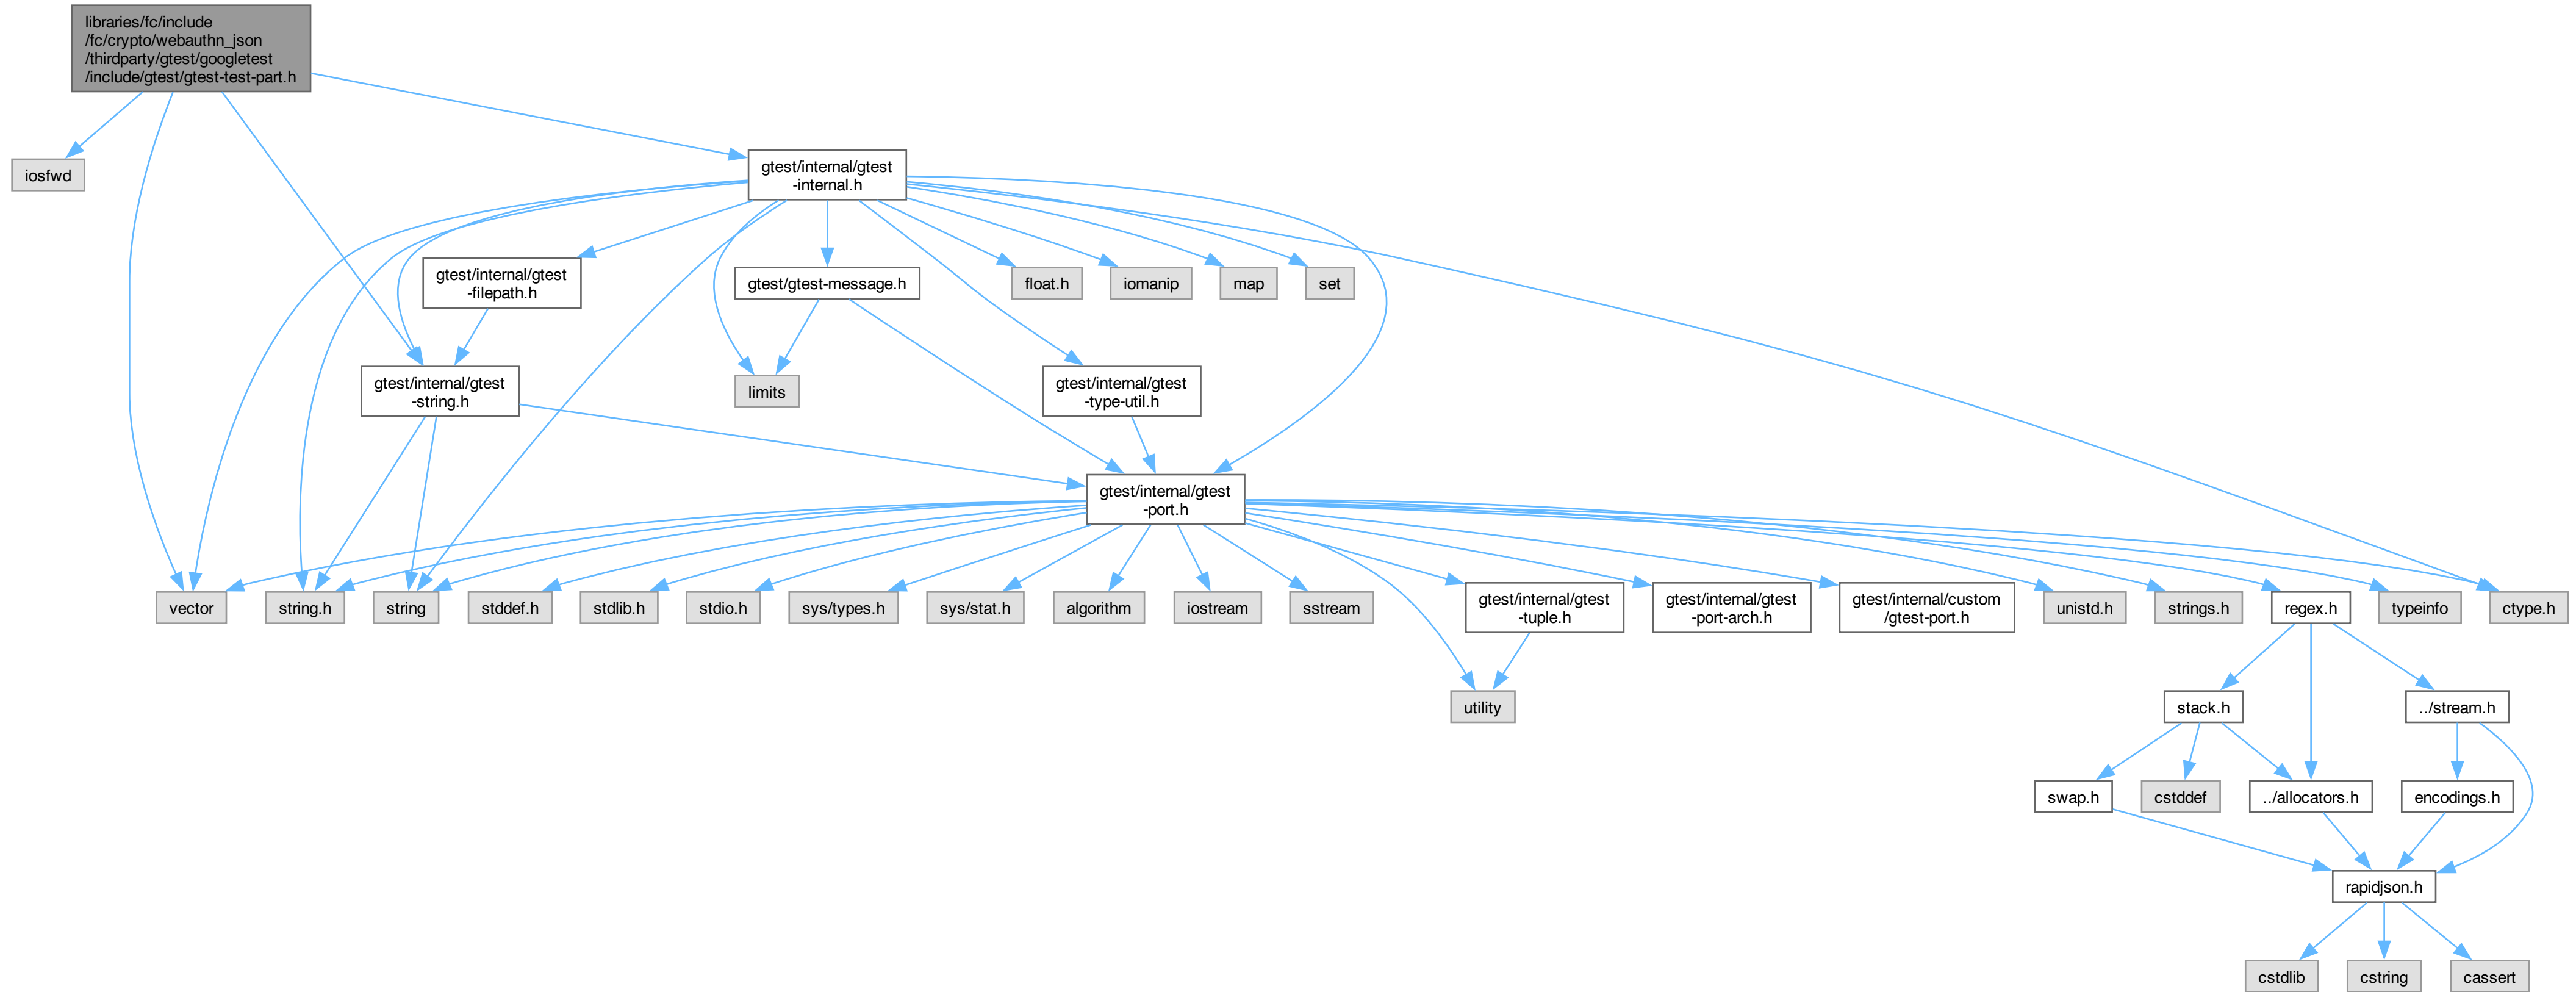 libraries/fc/include
/fc/crypto/webauthn_json
/thirdparty/gtest/googletest
/include/gtest/gtest-test-part.h
iosfwd
gtest/internal/gtest
-internal.h
gtest/internal/gtest
-filepath.h
gtest/gtest-message.h
float.h
iomanip
map
set
gtest/internal/gtest
-string.h
limits
gtest/internal/gtest
-type-util.h
gtest/internal/gtest
-port.h
vector
string.h
string
stddef.h
stdlib.h
stdio.h
sys/types.h
sys/stat.h
algorithm
iostream
sstream
gtest/internal/gtest
-tuple.h
gtest/internal/gtest
-port-arch.h
gtest/internal/custom
/gtest-port.h
unistd.h
strings.h
regex.h
typeinfo
ctype.h
utility
stack.h
../stream.h
swap.h
cstddef
../allocators.h
encodings.h
rapidjson.h
cstdlib
cstring
cassert